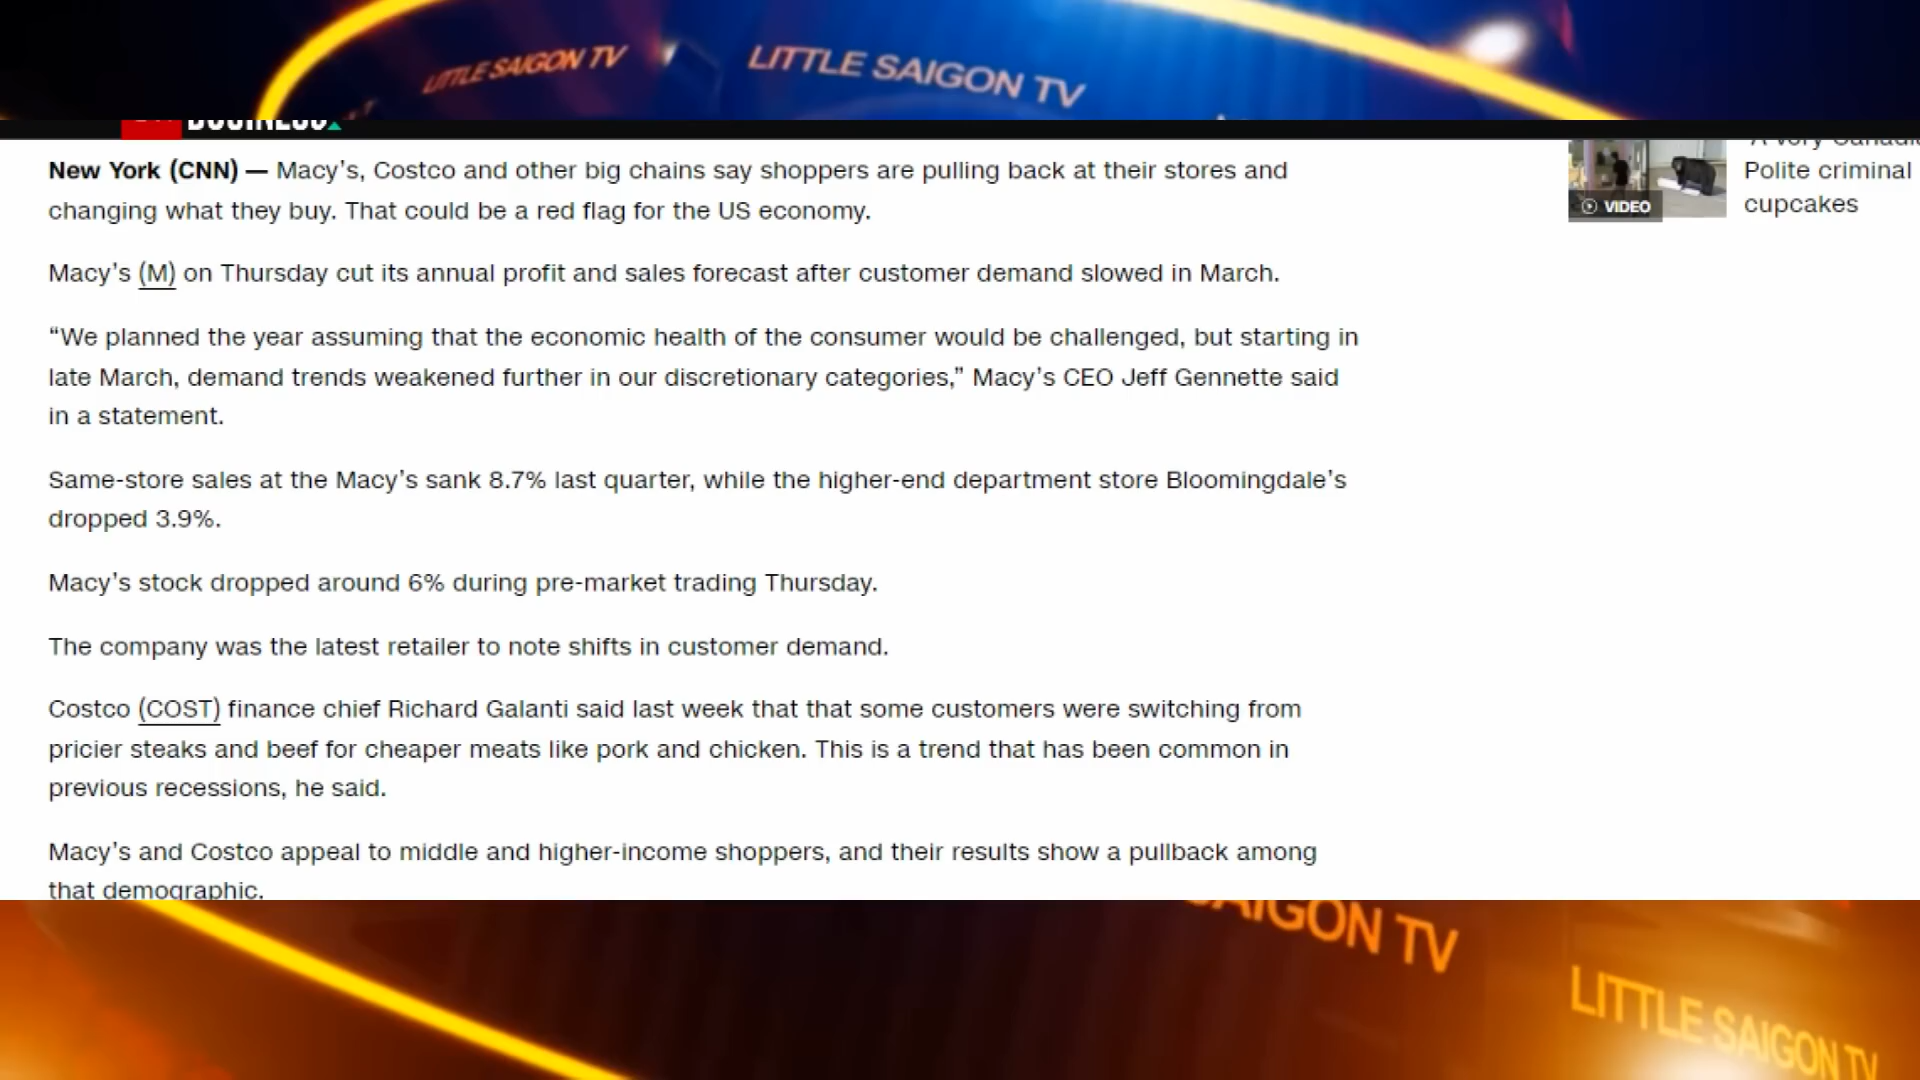 LITTLE SAIGON TV
LITTLE SAIGON TV
BUSINESS
New York (CNN) — Macy’s, Costco and other big chains say shoppers are pulling back at their stores and
changing what they buy. That could be a red flag for the US economy.
Macy’s (M) on Thursday cut its annual profit and sales forecast after customer demand slowed in March.
“We planned the year assuming that the economic health of the consumer would be challenged, but starting in
late March, demand trends weakened further in our discretionary categories,” Macy’s CEO Jeff Gennette said
in a statement.
Same-store sales at the Macy’s sank 8.7% last quarter, while the higher-end department store Bloomingdale’s
dropped 3.9%.
Macy’s stock dropped around 6% during pre-market trading Thursday.
The company was the latest retailer to note shifts in customer demand.
Costco (COST) finance chief Richard Galanti said last week that that some customers were switching from
pricier steaks and beef for cheaper meats like pork and chicken. This is a trend that has been common in
previous recessions, he said.
Macy’s and Costco appeal to middle and higher-income shoppers, and their results show a pullback among
that demographic.
A very Canadi
Polite criminal
cupcakes
VIDEO
SAIGON TV
LITTLE SAIGON TV